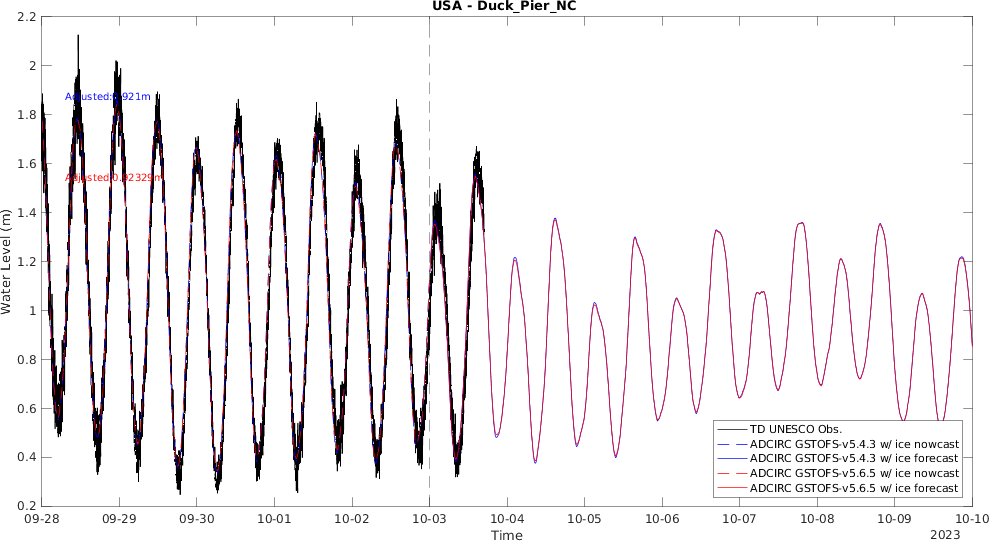 USA - Duck_Pier_NC
2.2
2
1.8
1.6
1.4
1.2
1
0.8
0.6
0.4
0.2
Water Level (m)
Adjusted:0.921m
Adjusted:0.92329m
TD UNESCO Obs.
ADCIRC GSTOFS-v5.4.3 w/ ice nowcast
ADCIRC GSTOFS-v5.4.3 w/ ice forecast
ADCIRC GSTOFS-v5.6.5 w/ ice nowcast
ADCIRC GSTOFS-v5.6.5 w/ ice forecast
09-28 09-29 09-30 10-01 10-02 10-03 10-04 10-05 10-06 10-07 10-08 10-09 10-10
Time
2023